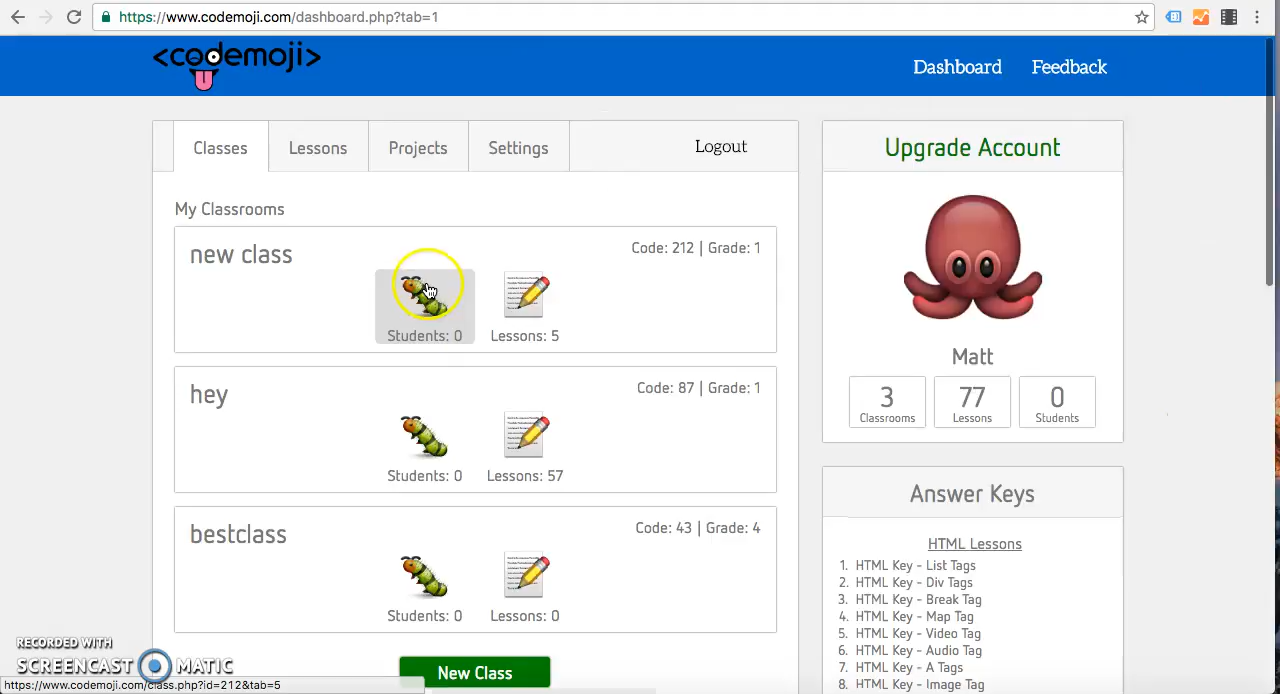 https://www.codemoji.com/dashboard.php?tab=1
<codemoji>
Dashboard Feedback
Classes Lessons Projects Settings Logout
My Classrooms
new class
Code: 212 | Grade: 1
Students: 0 Lessons: 5
hey
Code: 87 | Grade: 1
Students: 0 Lessons: 57
bestclass
Code: 43 | Grade: 4
Students: 0 Lessons: 0
New Class
Upgrade Account
Matt
3 77 0
Classrooms Lessons Students
Answer Keys
HTML Lessons
1. HTML Key - List Tags
2. HTML Key - Div Tags
3. HTML Key - Break Tag
4. HTML Key - Map Tag
5. HTML Key - Video Tag
6. HTML Key - Audio Tag
7. HTML Key - A Tags
8. HTML Key - Image Tag
RECORDED WITH
SCREENCAST MATIC
https://www.codemoji.com/class.php?id=212&tab=5